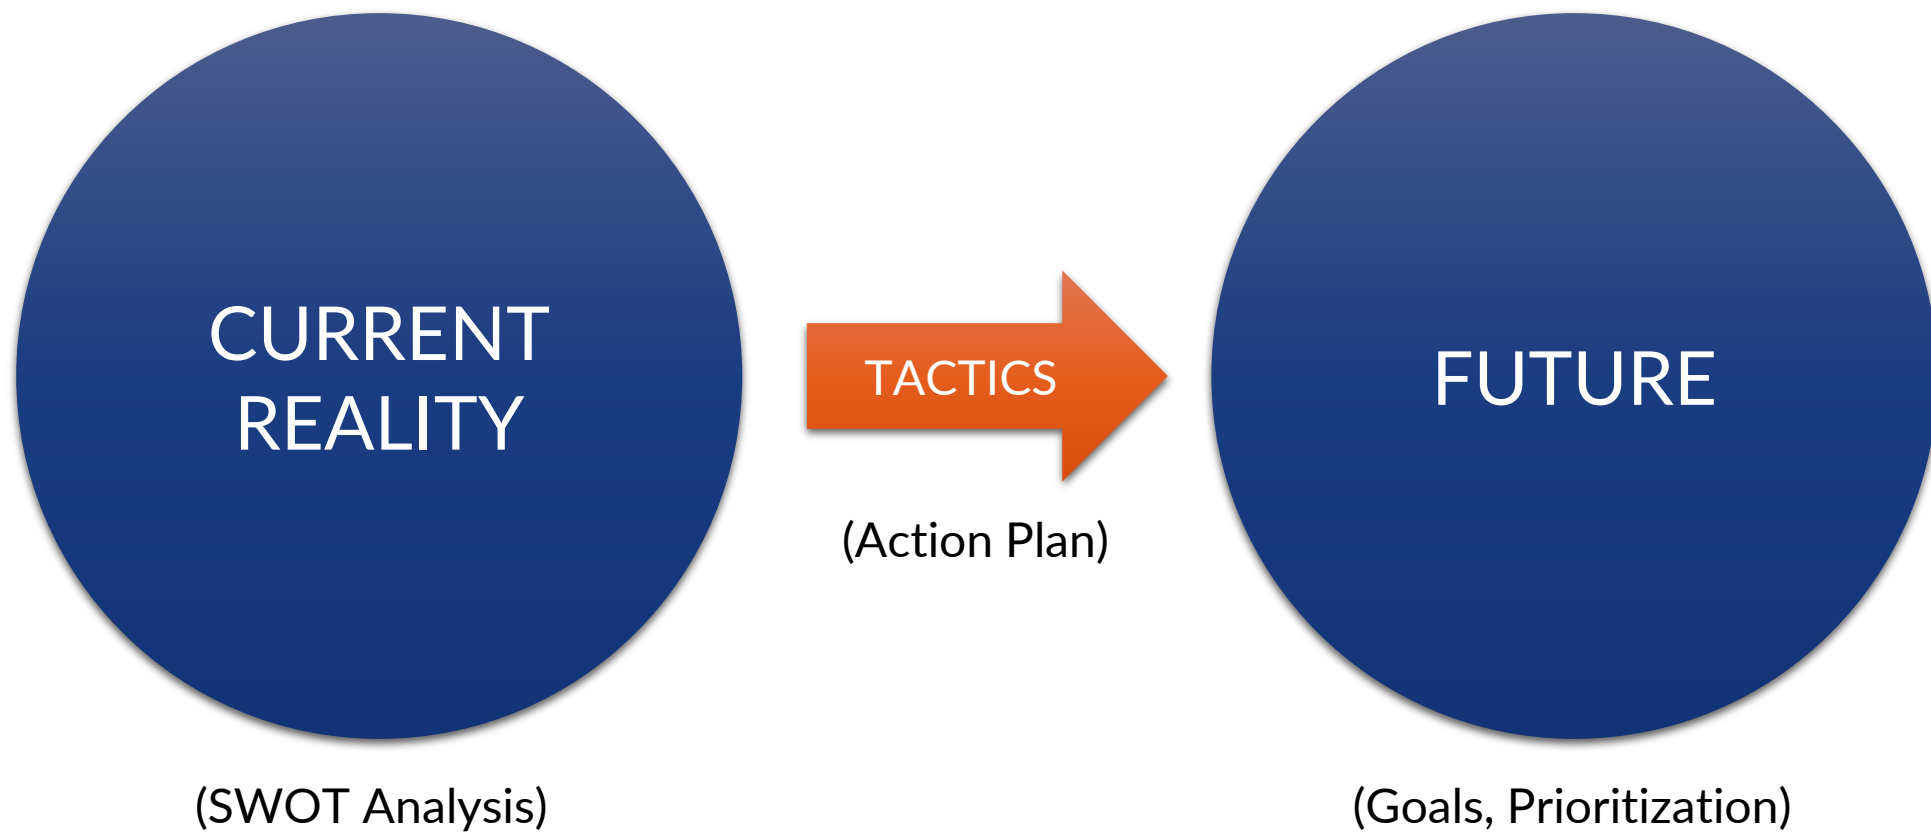 CURRENT
REALITY
TACTICS
FUTURE
(Action Plan)
(SWOT Analysis)
(Goals, Prioritization)